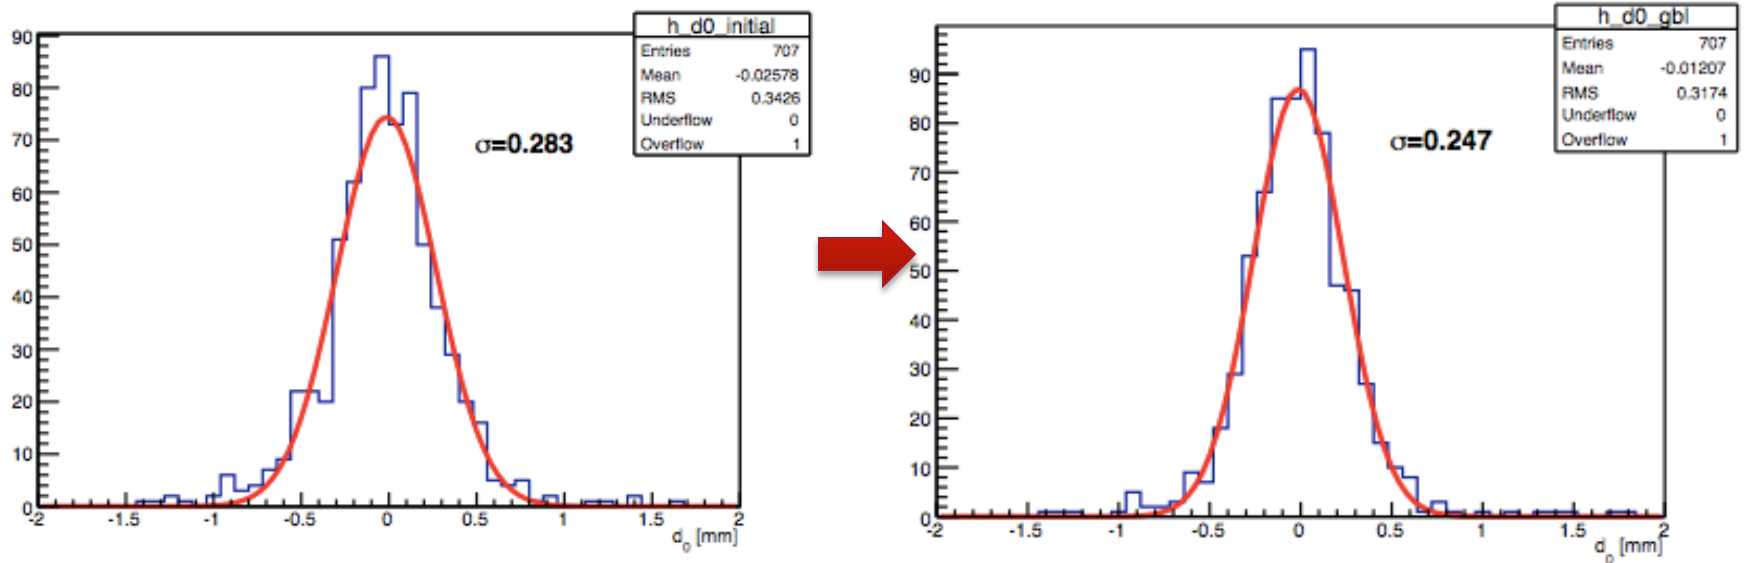 h_d0_initial
Entries 707
Mean -0.02578
RMS 0.3426
Underflow 0
Overflow 1
σ=0.283
90
80
70
60
50
40
30
20
10
0
-2 -1.5 -1 -0.5 0 0.5 1 1.5 2
d0 [mm]
h_d0_gbl
Entries 707
Mean -0.01207
RMS 0.3174
Underflow 0
Overflow 1
σ=0.247
90
80
70
60
50
40
30
20
10
0
-2 -1.5 -1 -0.5 0 0.5 1 1.5 2
d0 [mm]